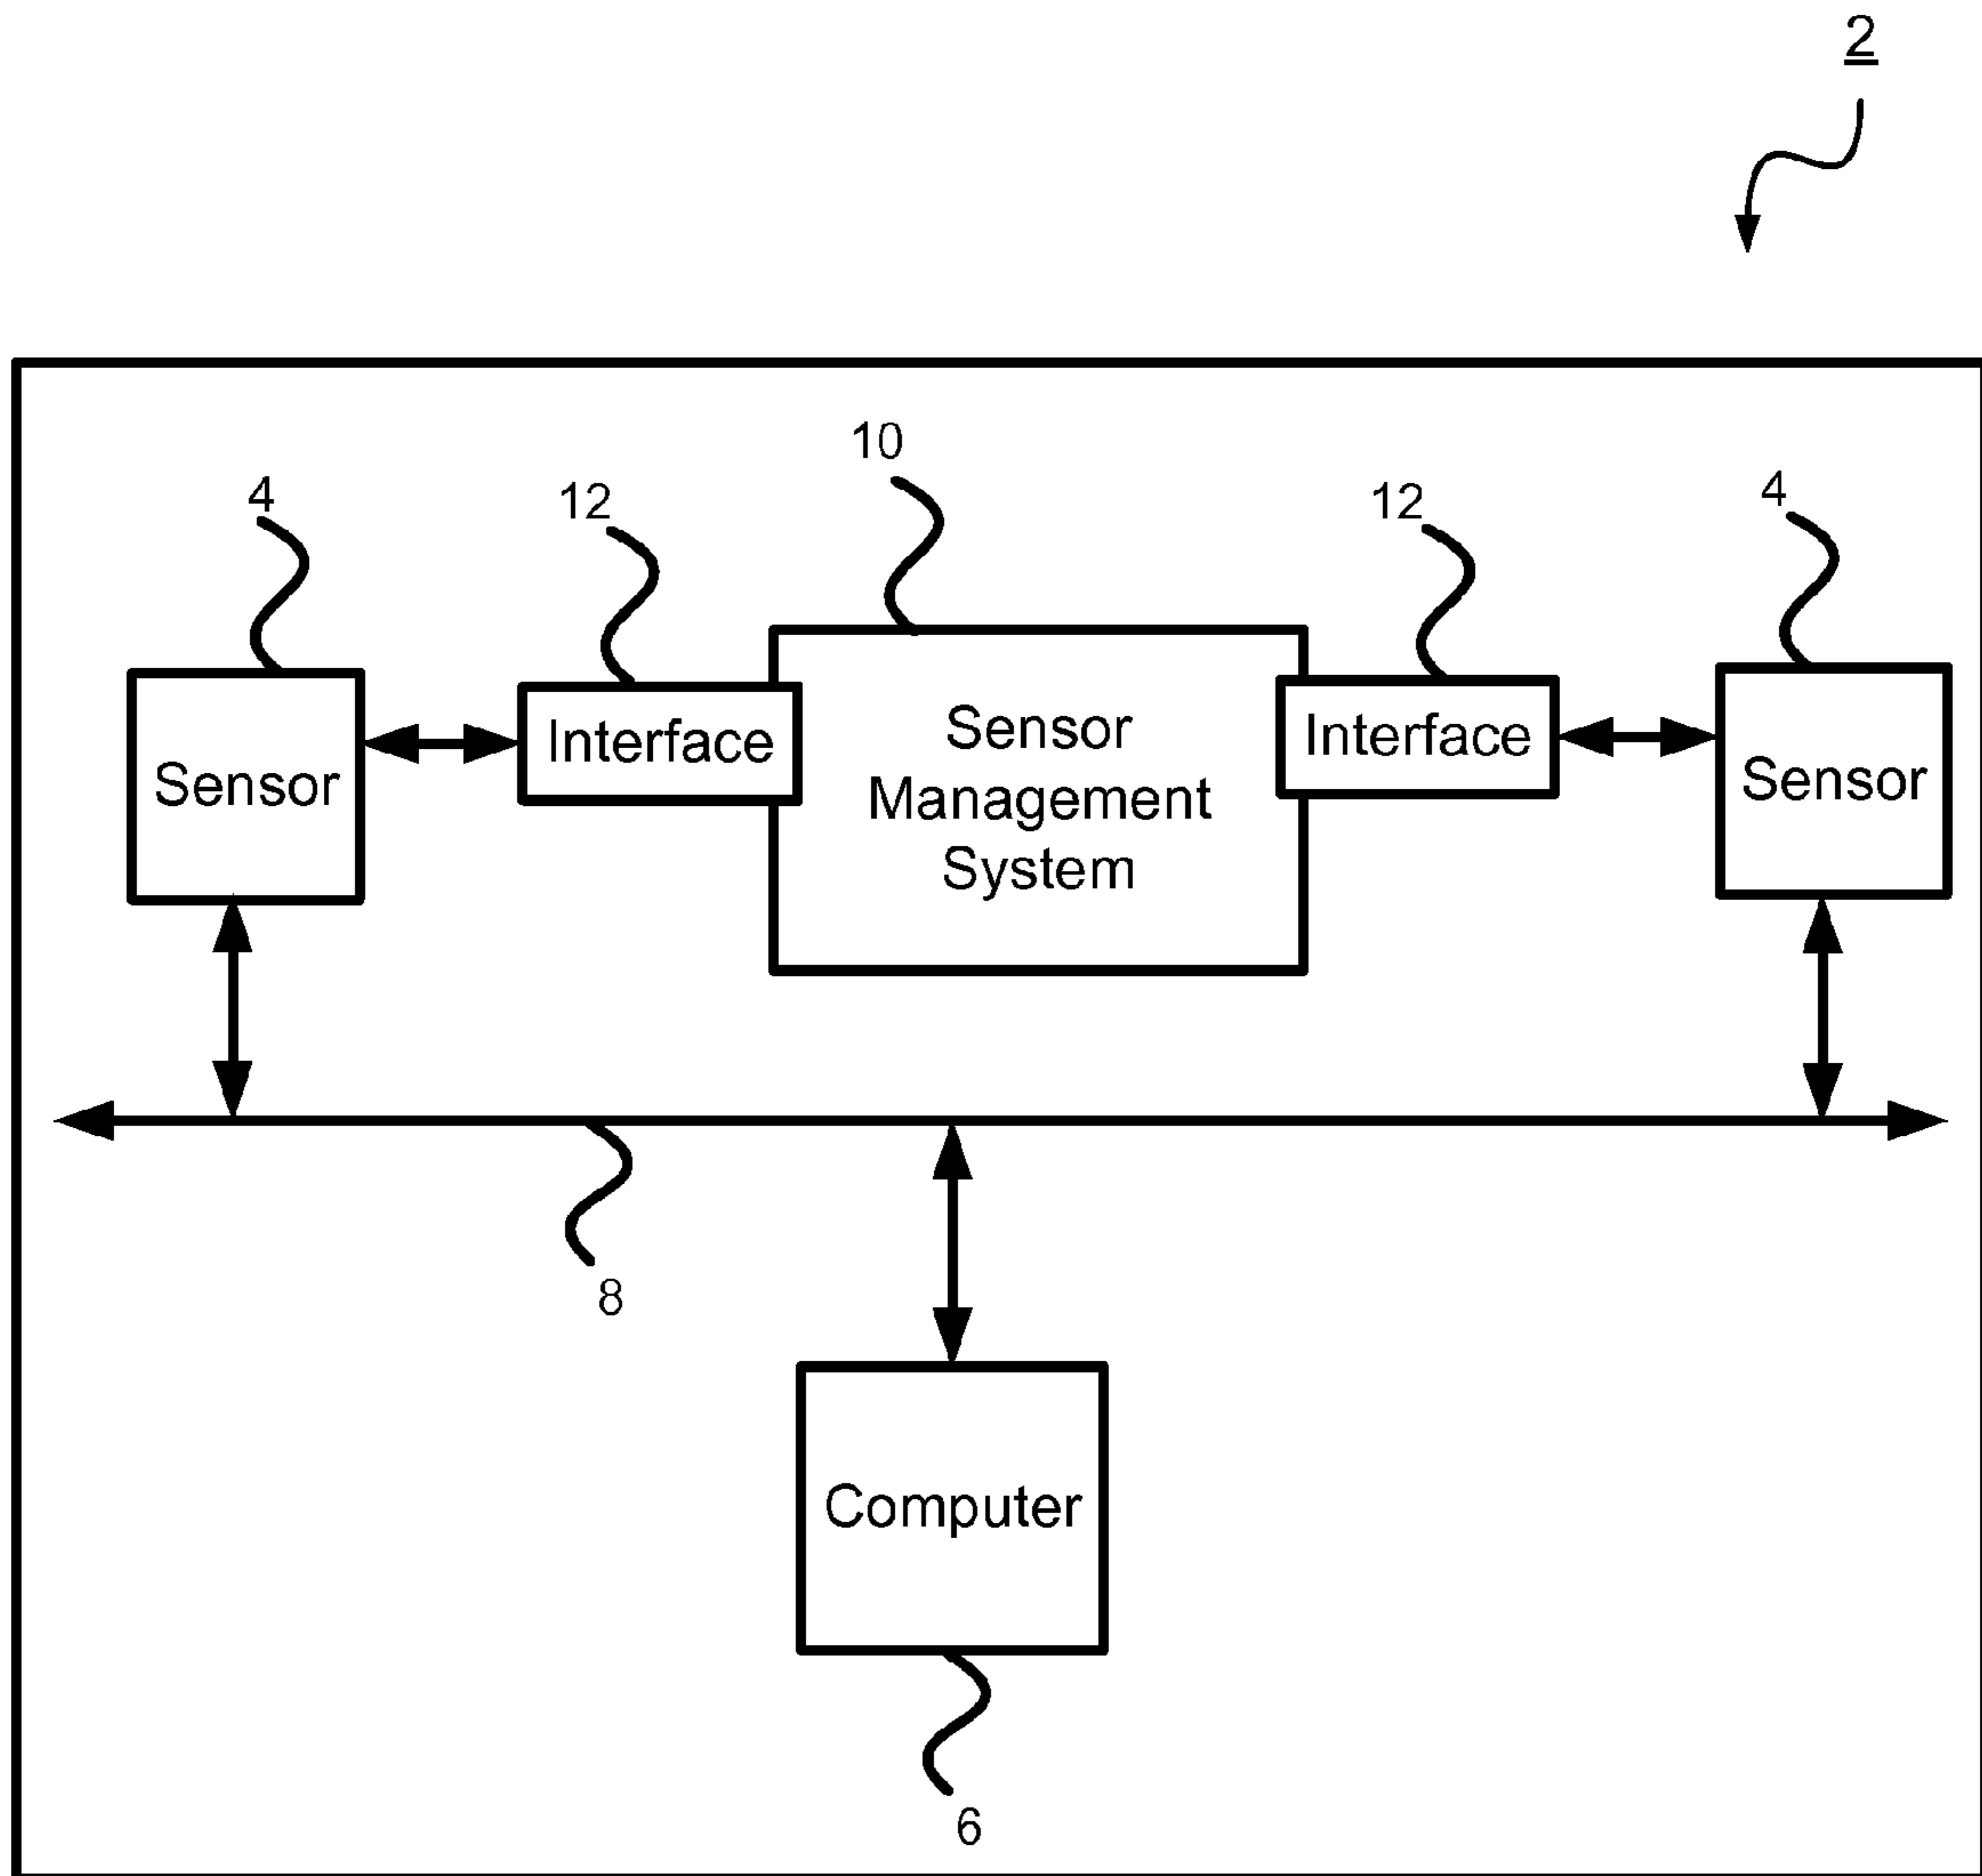 2
10
4
12
12
4
Sensor
Interface
Sensor
Management
System
Interface
Sensor
8
Computer
6